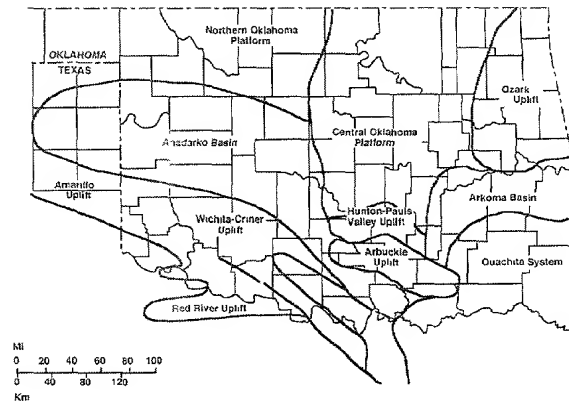 Northern Oklahoma
Platform
OKLAHOMA
TEXAS
Ozark
Uplift
Anadarko Basin
Central Oklahoma
Platform
Amarillo
Uplift
Arkoma Basin
Wichita-Criner
Uplift
Hunton-Pauls
Valley Uplift
Arbuckle
Uplift
Ouachita System
Red River Uplift
Mi
0 20 40 60 80 100
0 40 80 120
Km